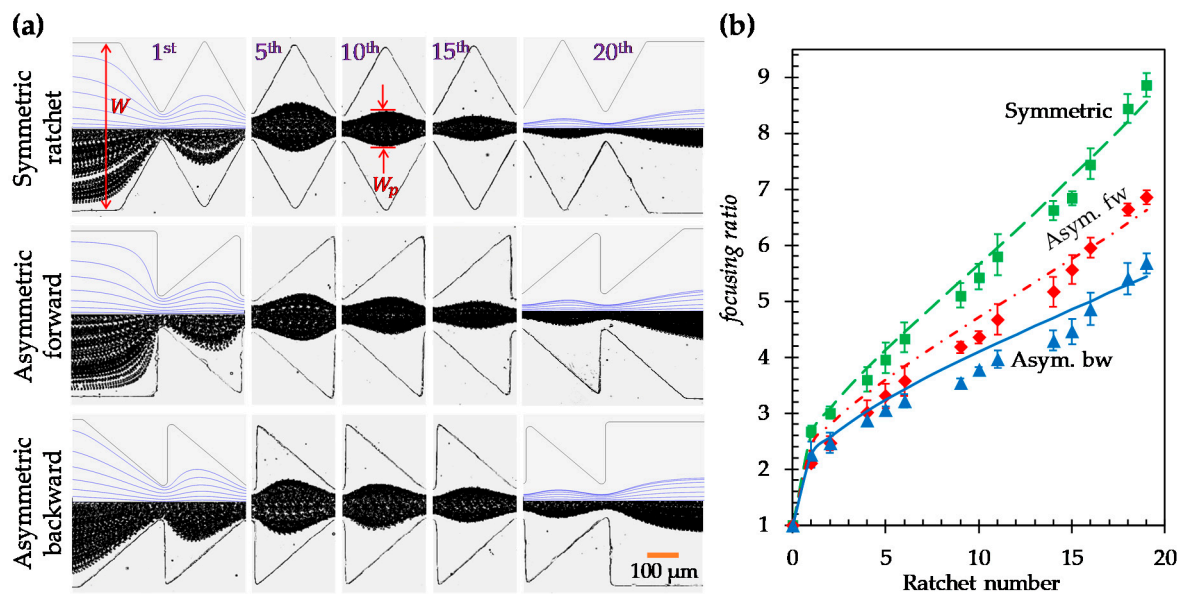 (a)
1st
5th
10th
15th
20th
W
Wp
Symmetric
ratchet
Asymmetric
forward
Asymmetric
backward
100 µm
(b)
9
8
7
6
5
4
3
2
1
0
5
10
15
20
focusing ratio
Ratchet number
Symmetric
Asym. fw
Asym. bw